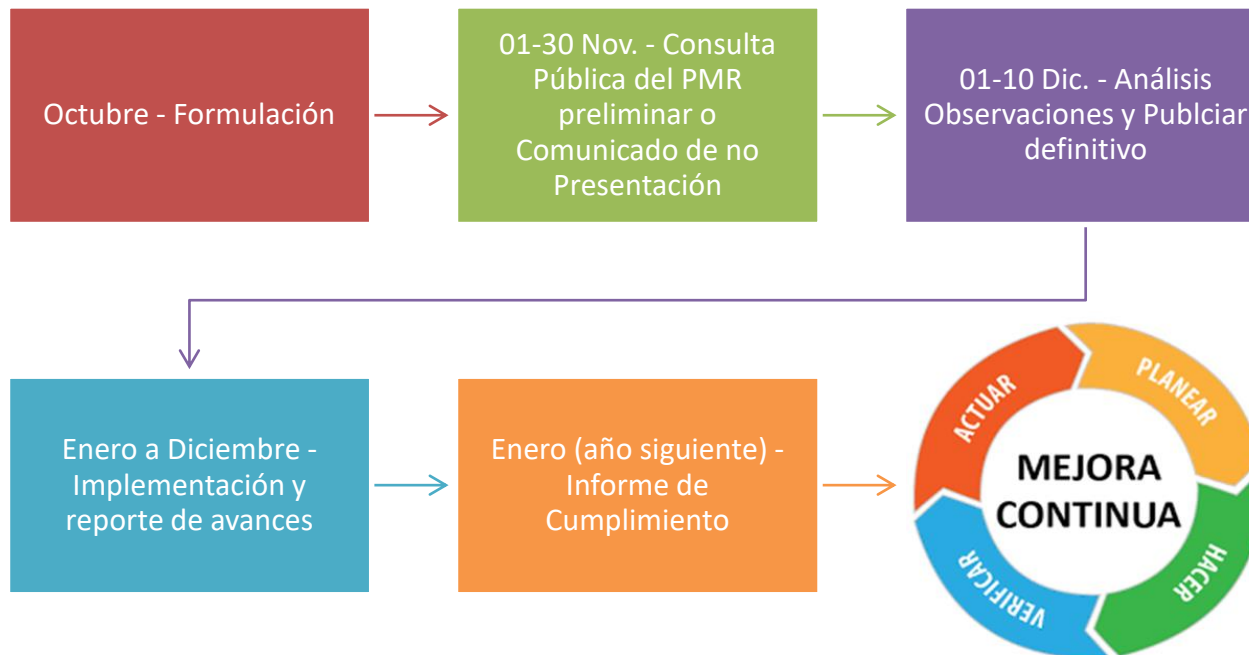 Octubre - Formulación
01-30 Nov. - Consulta
Pública del PMR
preliminar o
Comunicado de no
Presentación
01-10 Dic. - Análisis
Observaciones y Publciar
definitivo
Enero a Diciembre -
Implementación y
reporte de avances
Enero (año siguiente) -
Informe de
Cumplimiento
ACTUAR
PLANEAR
MEJORA
CONTINUA
VERIFICAR
HACER